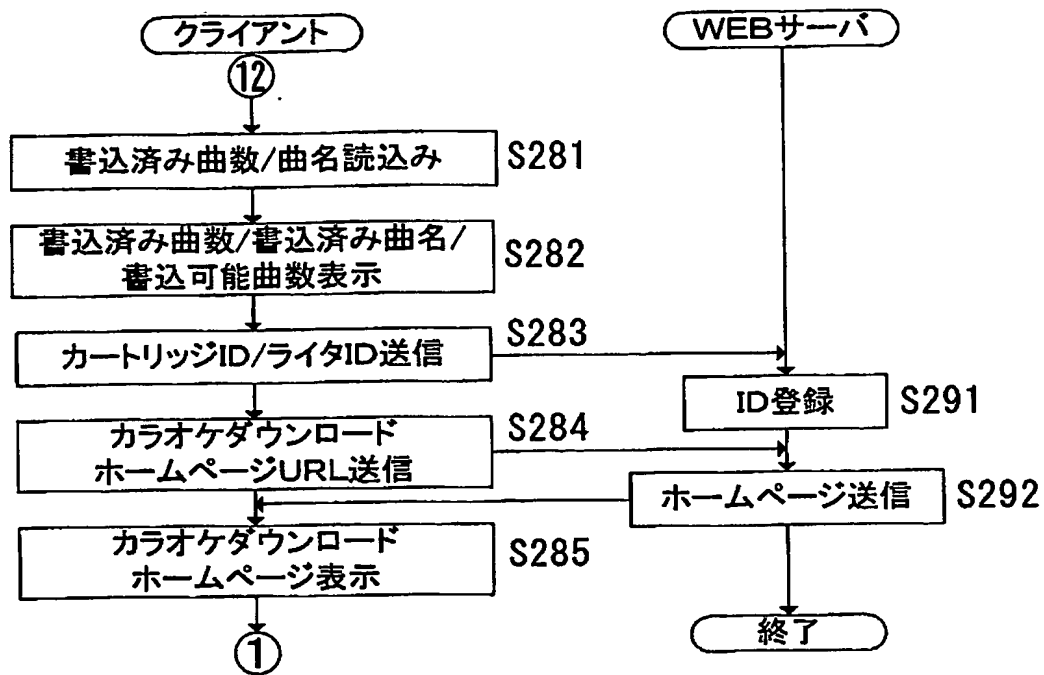 クライアント
WEBサーバ
⑫
書込済み曲数/曲名読込み
S281
書込済み曲数/書込済み曲名/
書込可能曲数表示
S282
カートリッジID/ライタID送信
S283
ID登録
S291
カラオケダウンロード
ホームページURL送信
S284
ホームページ送信
S292
カラオケダウンロード
ホームページ表示
S285
①
終了